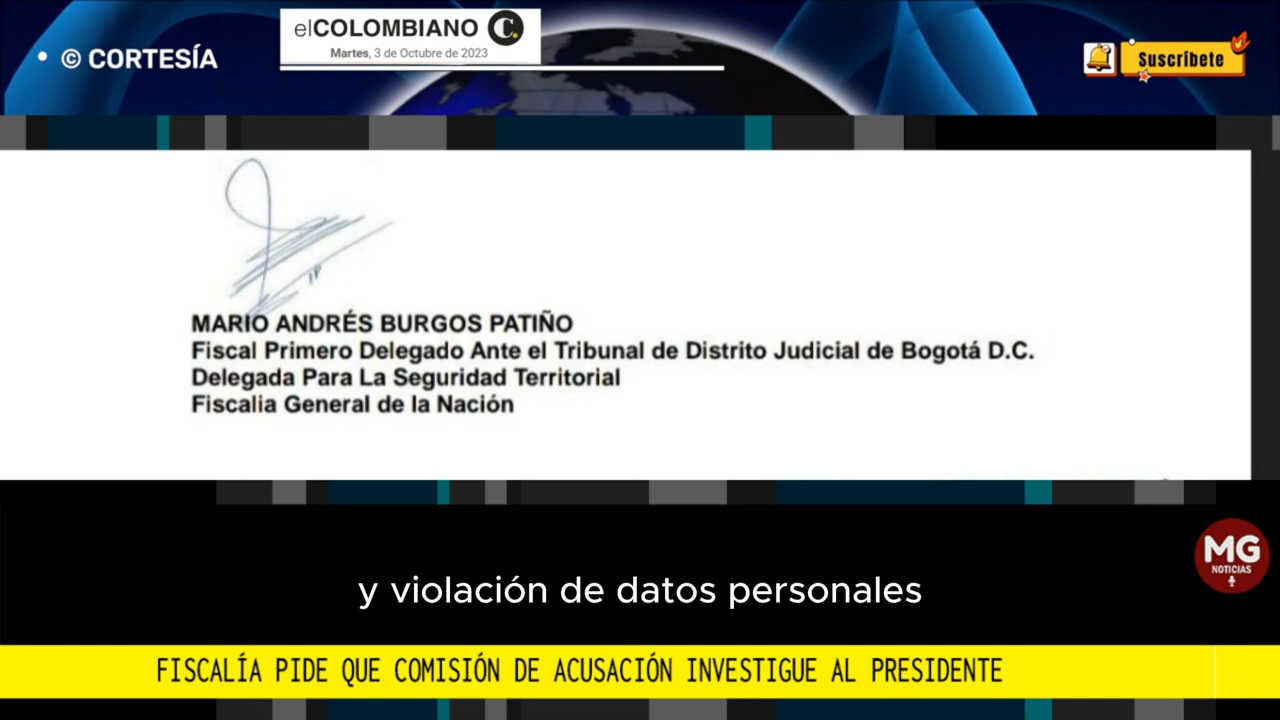 © CORTESÍA
elCOLOMBIANO C.
Martes, 3 de Octubre de 2023
Suscríbete
MARIO ANDRÉS BURGOS PATIÑO
Fiscal Primero Delegado Ante el Tribunal de Distrito Judicial de Bogotá D.C.
Delegada Para La Seguridad Territorial
Fiscalia General de la Nación
MG
NOTICIAS
y violación de datos personales
FISCALÍA PIDE QUE COMISIÓN DE ACUSACIÓN INVESTIGUE AL PRESIDENTE